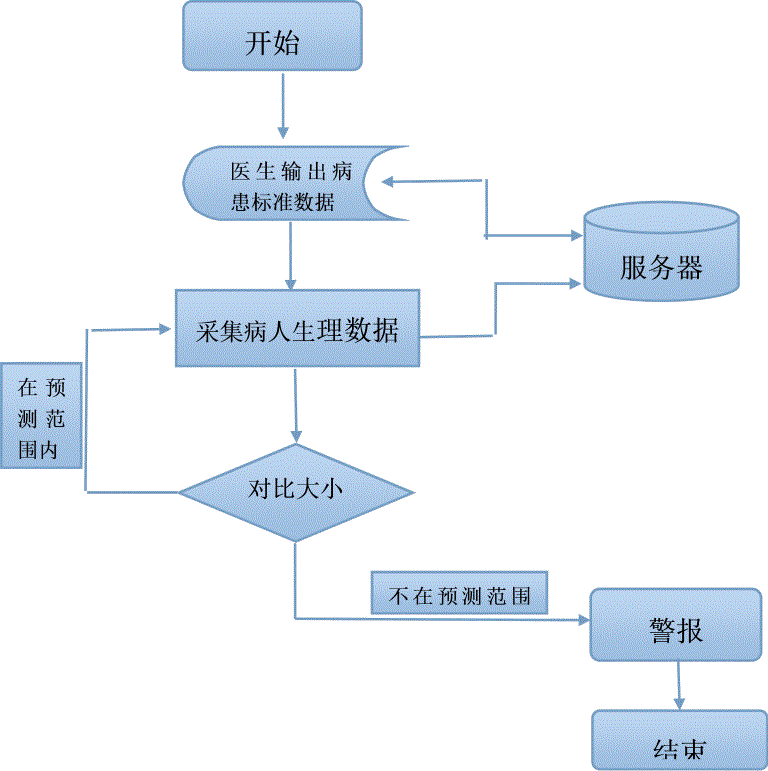 开始
医生输出病
患标准数据
服务器
采集病人生理数据
在预
测范
围内
对比大小
不在预测范围
警报
结束